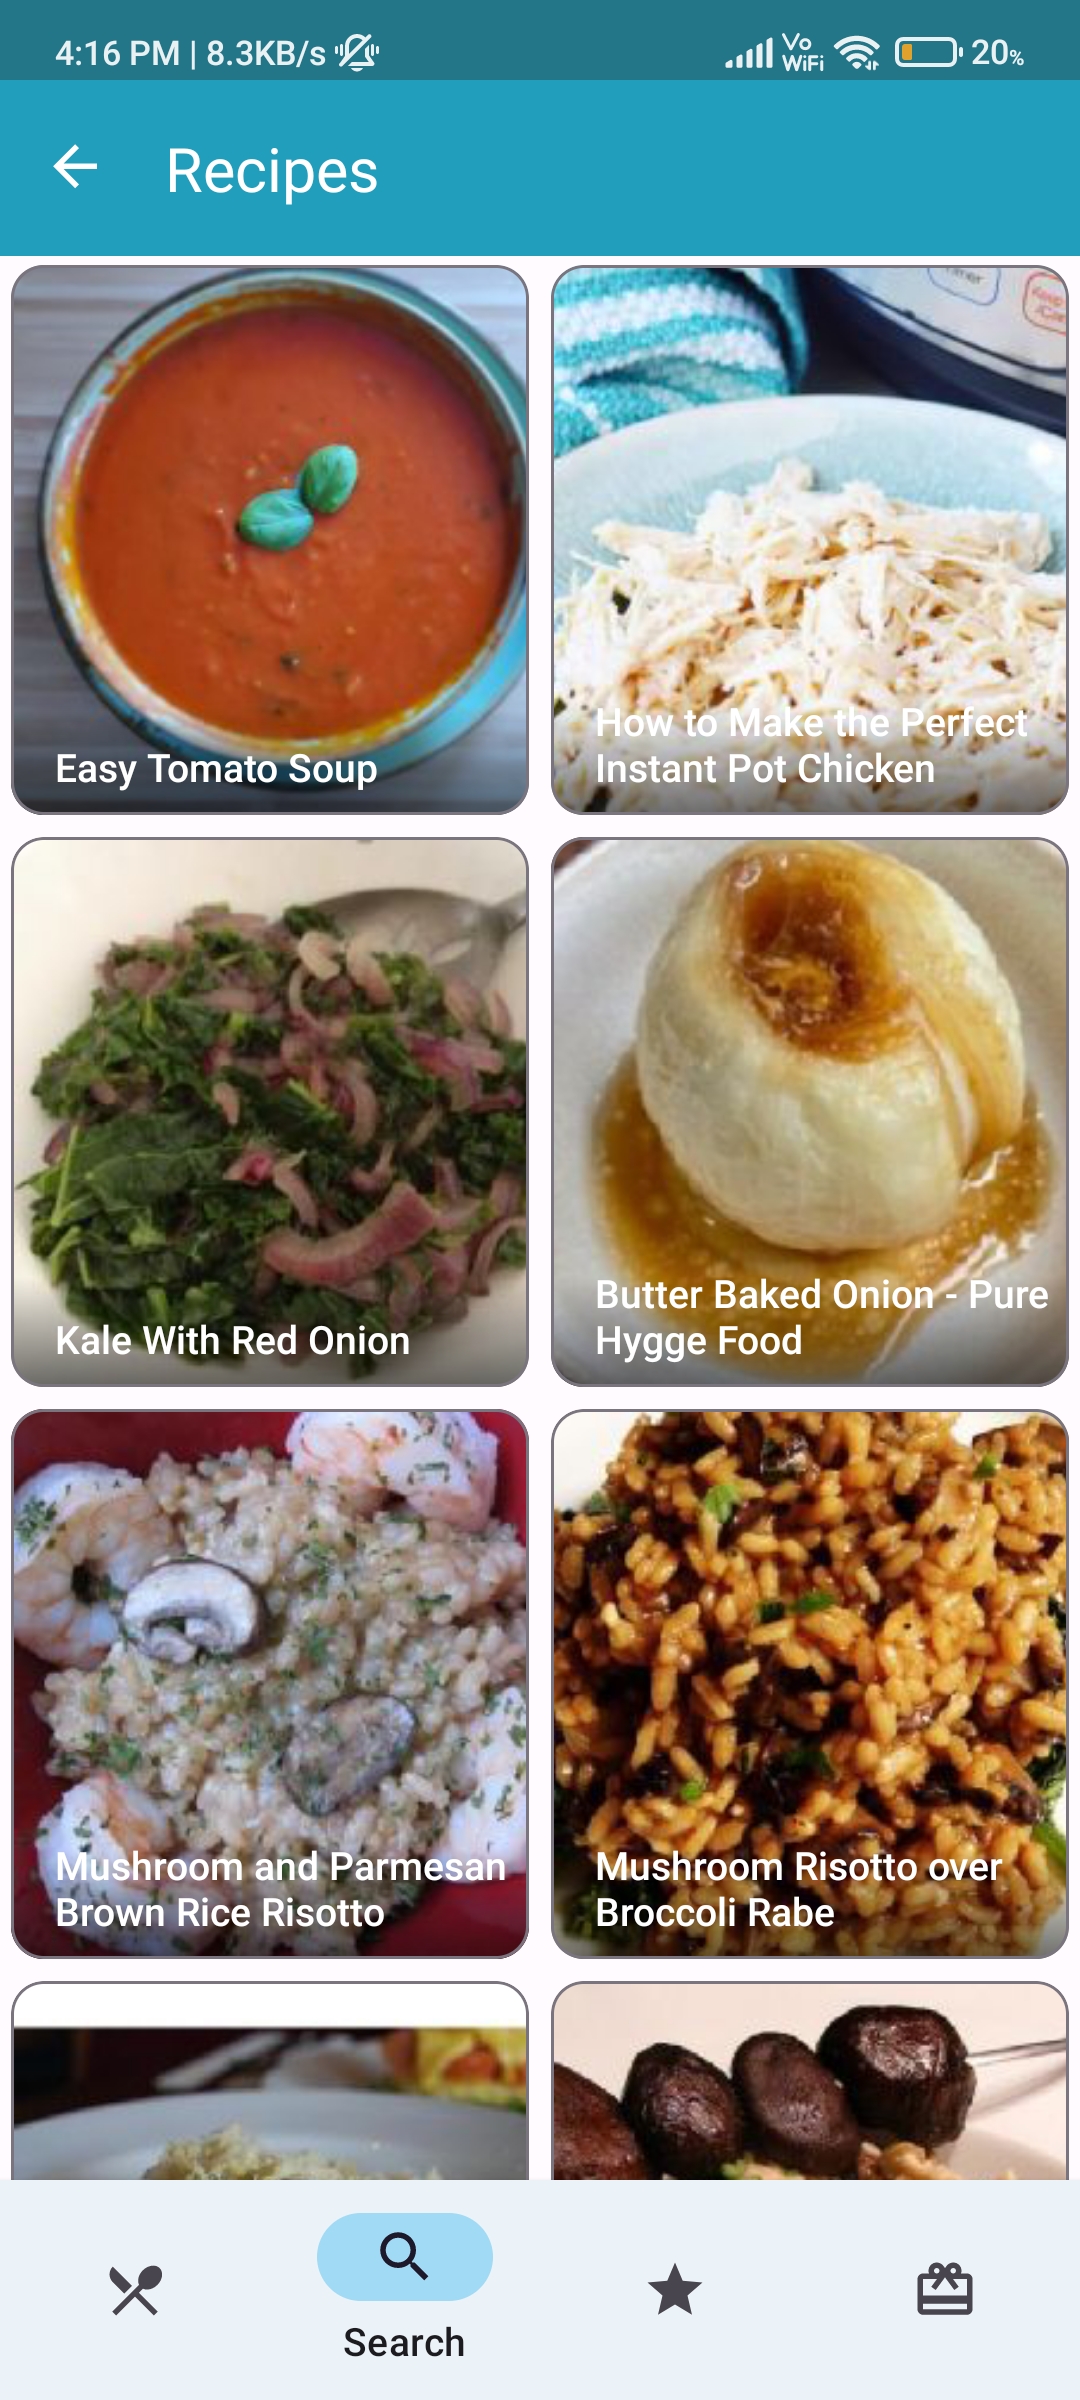 4:16 PM | 8.3KB/s
Vo
WiFi
20%
Recipes
Easy Tomato Soup
How to Make the Perfect
Instant Pot Chicken
Kale With Red Onion
Butter Baked Onion - Pure
Hygge Food
Mushroom and Parmesan
Brown Rice Risotto
Mushroom Risotto over
Broccoli Rabe
Search